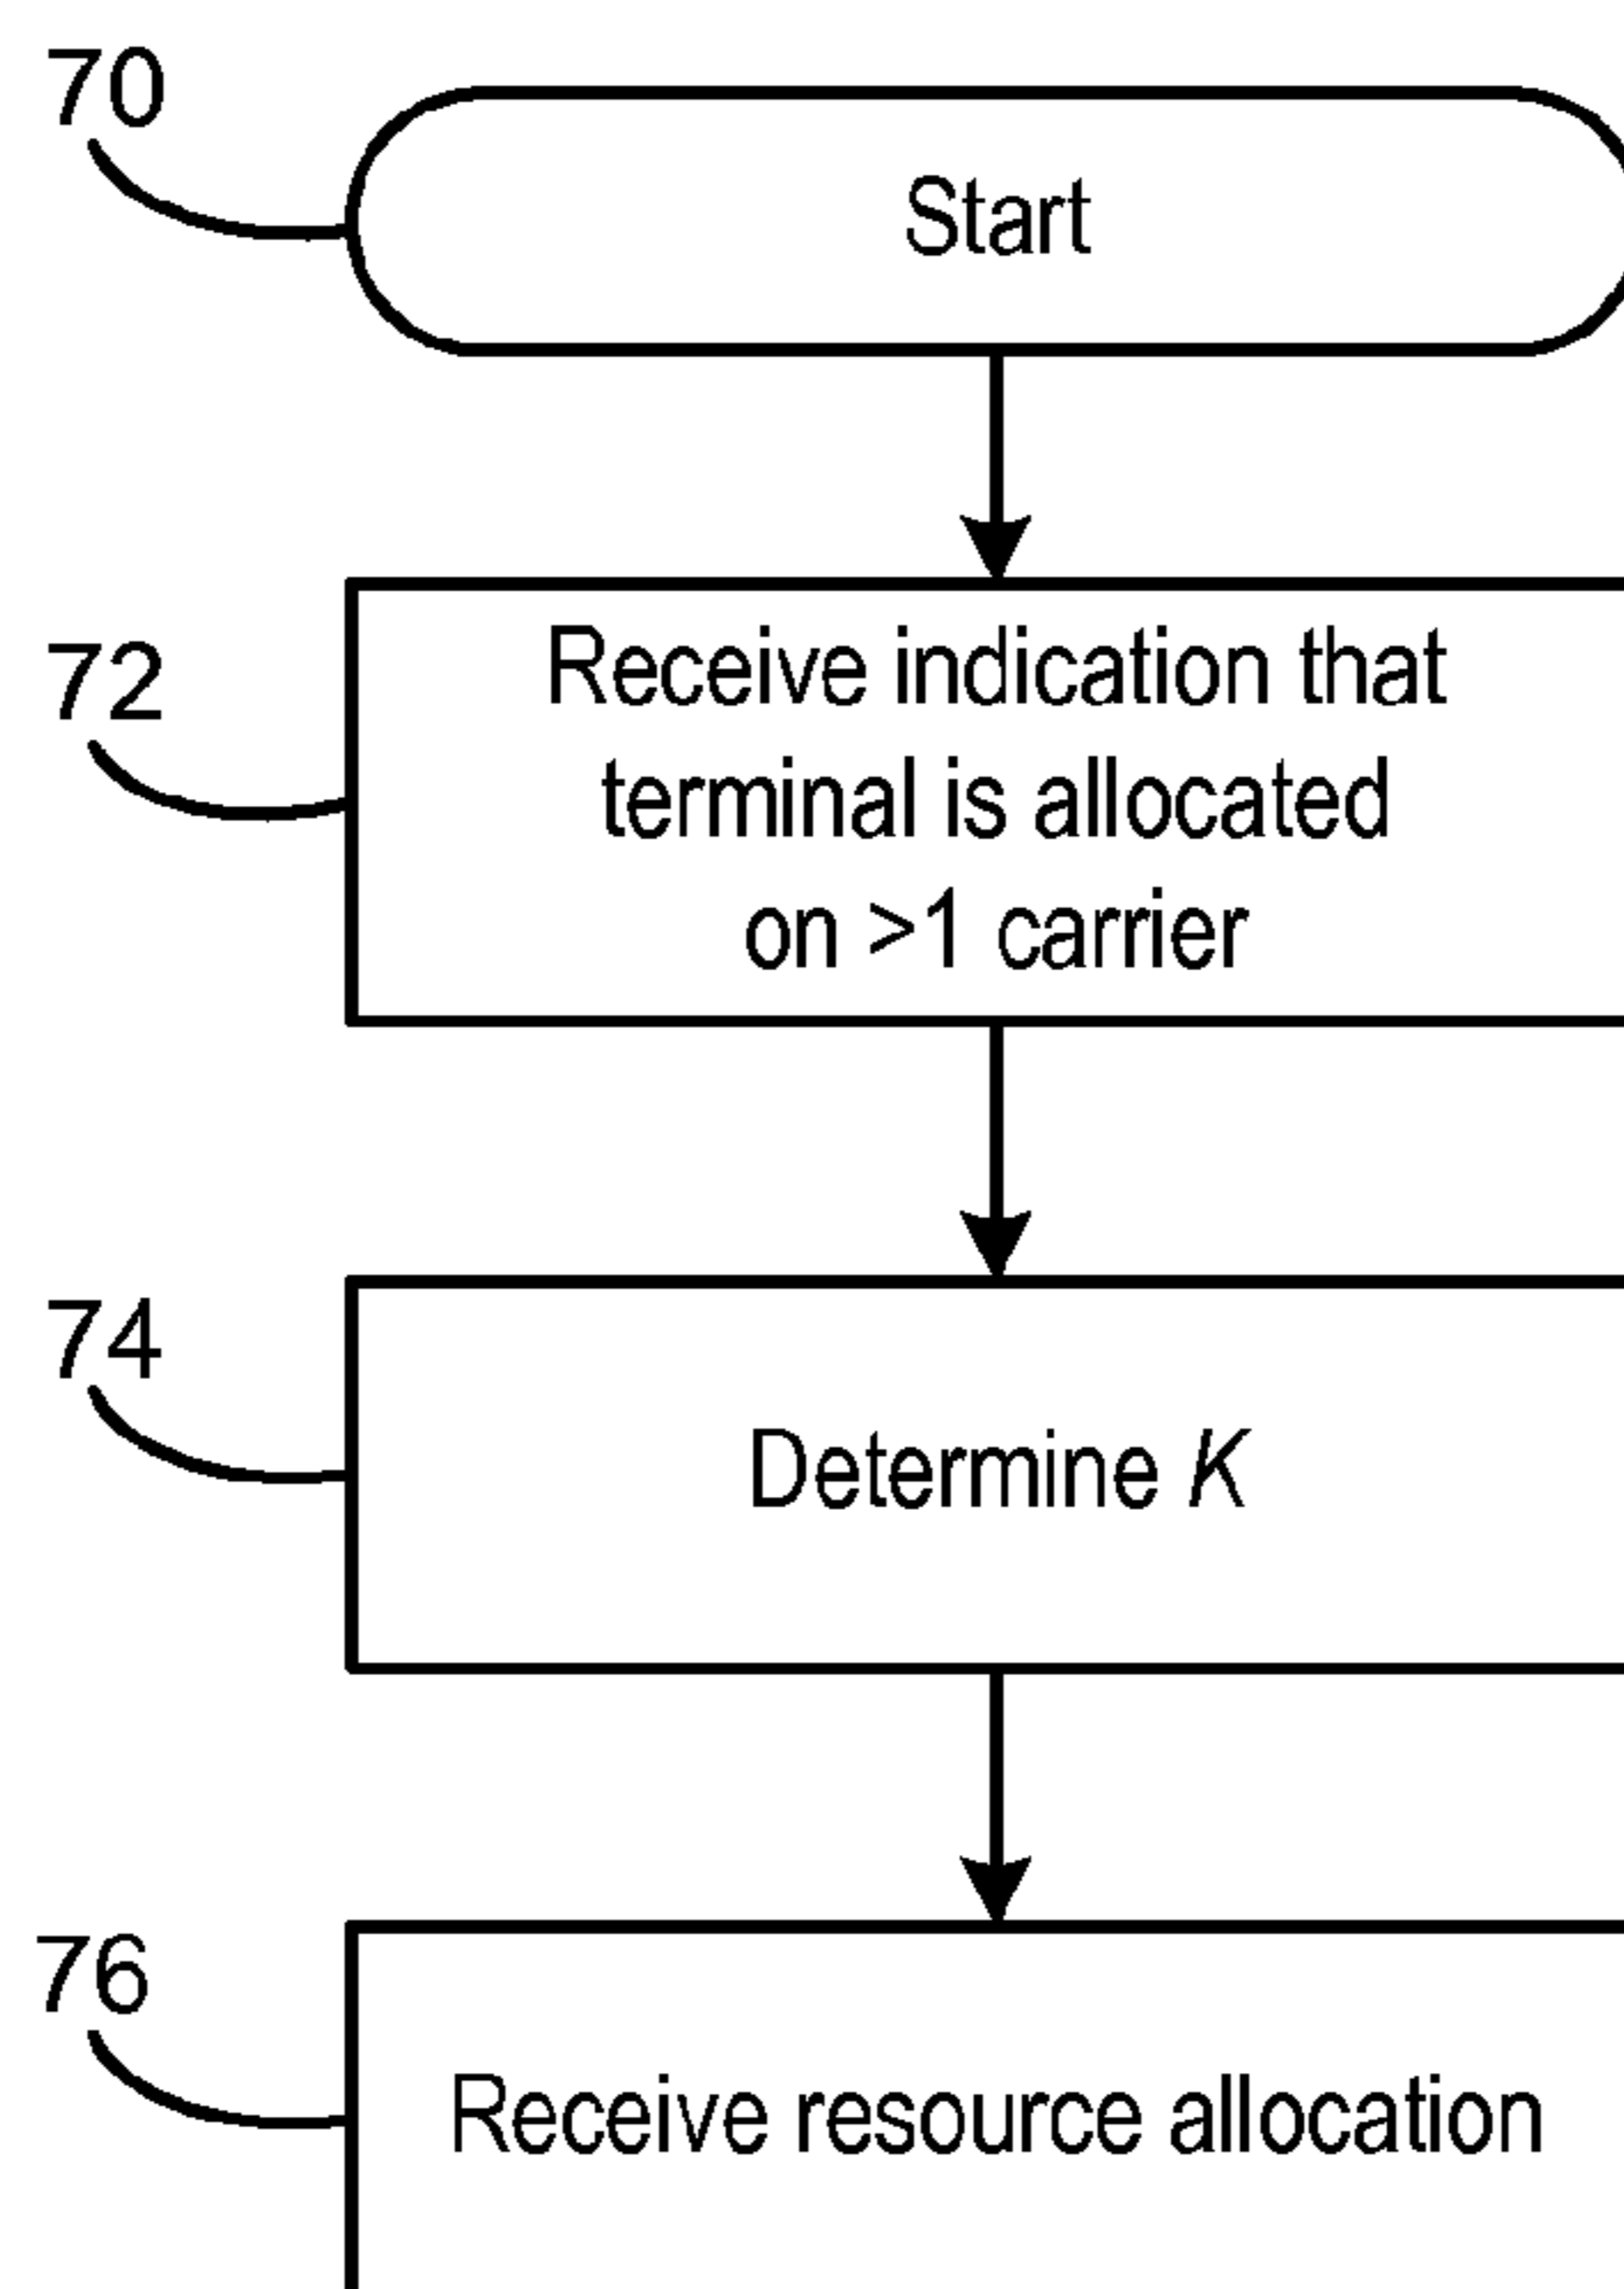 70
Start
72
Receive indication that
terminal is allocated
on >1 carrier
74
Determine K
76
Receive resource allocation